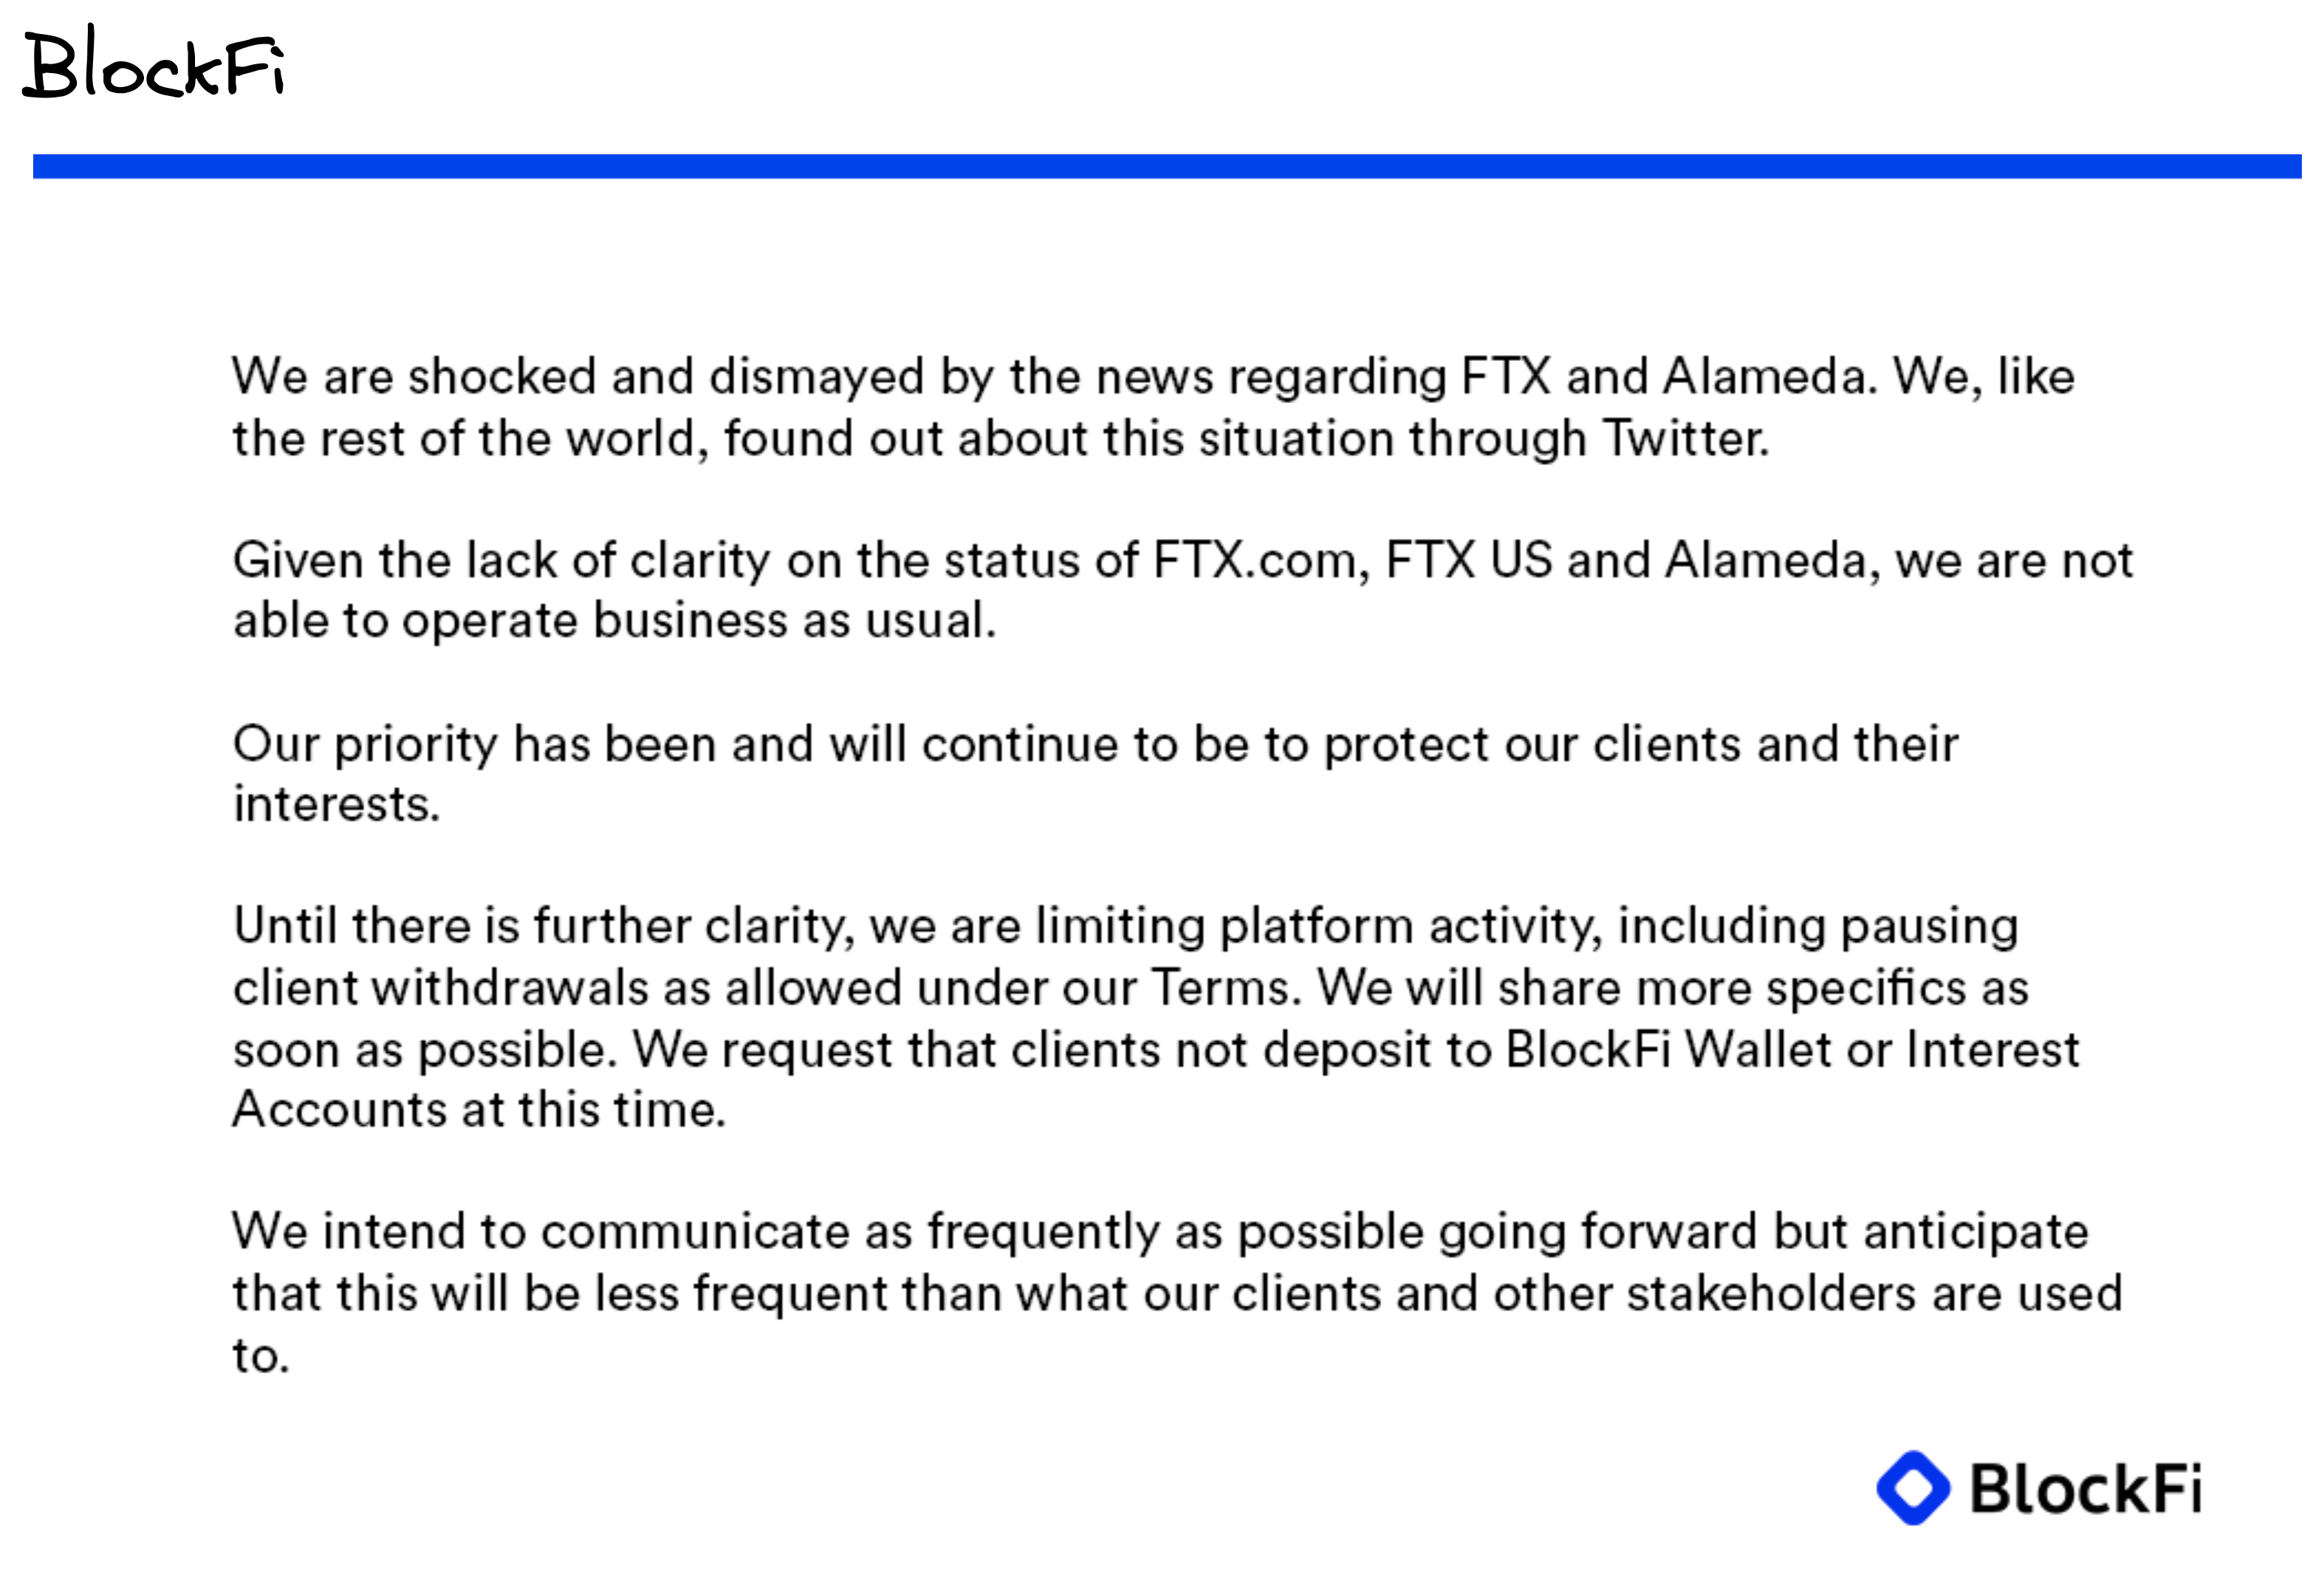 BlockFi
We are shocked and dismayed by the news regarding FTX and Alameda. We, like
the rest of the world, found out about this situation through Twitter.
Given the lack of clarity on the status of FTX.com, FTX US and Alameda, we are not
able to operate business as usual.
Our priority has been and will continue to be to protect our clients and their
interests.
Until there is further clarity, we are limiting platform activity, including pausing
client withdrawals as allowed under our Terms. We will share more specifics as
soon as possible. We request that clients not deposit to BlockFi Wallet or Interest
Accounts at this time.
We intend to communicate as frequently as possible going forward but anticipate
that this will be less frequent than what our clients and other stakeholders are used
to.
BlockFi